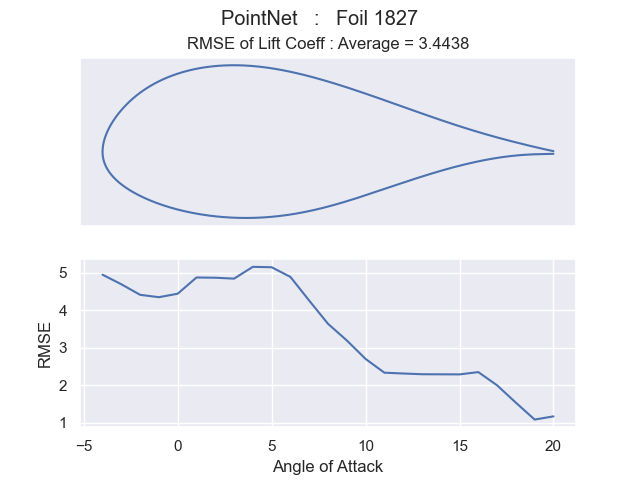 PointNet : Foil 1827
RMSE of Lift Coeff : Average = 3.4438
5
4
3
2
1
RMSE
−5 0 5 10 15 20
Angle of Attack